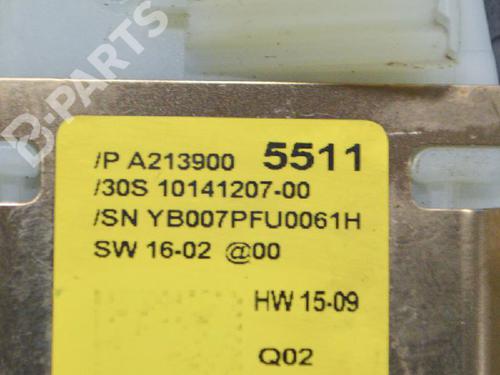 B-PARTS
/P A213900 5511
/30S 10141207-00
/SN YB007PFU0061H
SW 16-02 @00
HW 15-09
Q02